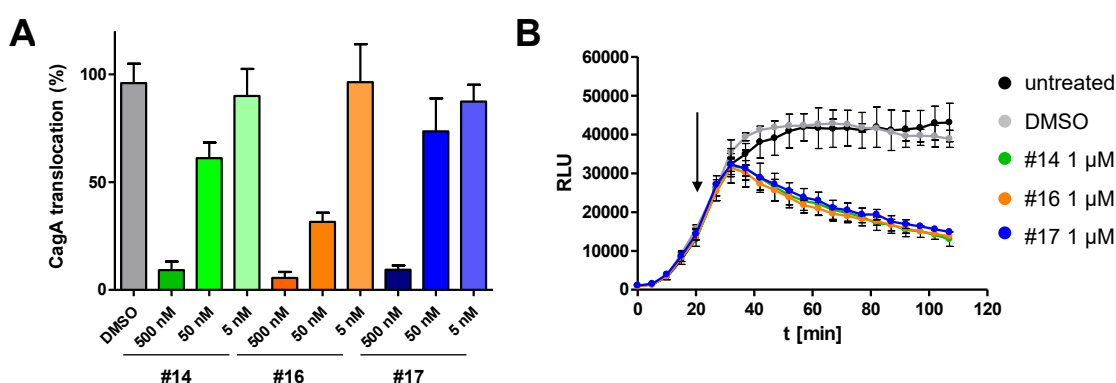 A
CagA translocation (%)
100
50
0
DMSO
500 nM
50 nM
5 nM
500 nM
50 nM
5 nM
500 nM
50 nM
5 nM
#14
#16
#17
B
RLU
60000
50000
40000
30000
20000
10000
0
0 20 40 60 80 100 120
t [min]
untreated
DMSO
#14 1 µM
#16 1 µM
#17 1 µM